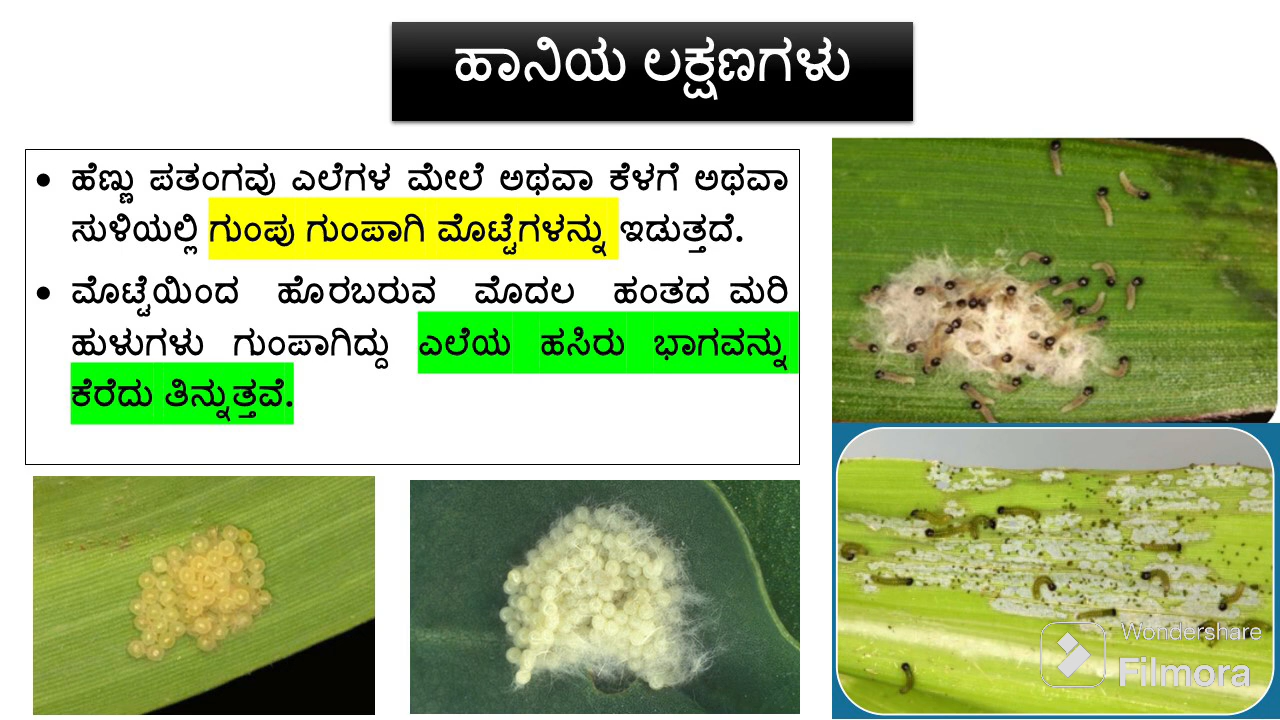 ಹಾನಿಯ ಲಕ್ಷಣಗಳು
• ಹೆಣ್ಣು ಪತಂಗವು ಎಲೆಗಳ ಮೇಲೆ ಅಥವಾ ಕೆಳಗೆ ಅಥವಾ
ಸುಳಿಯಲ್ಲಿ ಗುಂಪು ಗುಂಪಾಗಿ ಮೊಟ್ಟೆಗಳನ್ನು ಇಡುತ್ತದೆ.
• ಮೊಟ್ಟೆಯಿಂದ ಹೊರಬರುವ ಮೊದಲ ಹಂತದ ಮರಿ
ಹುಳುಗಳು ಗುಂಪಾಗಿದ್ದು ಎಲೆಯ ಹಸಿರು ಭಾಗವನ್ನು
ಕೆರೆದು ತಿನ್ನುತ್ತವೆ.
Wondershare
Filmora